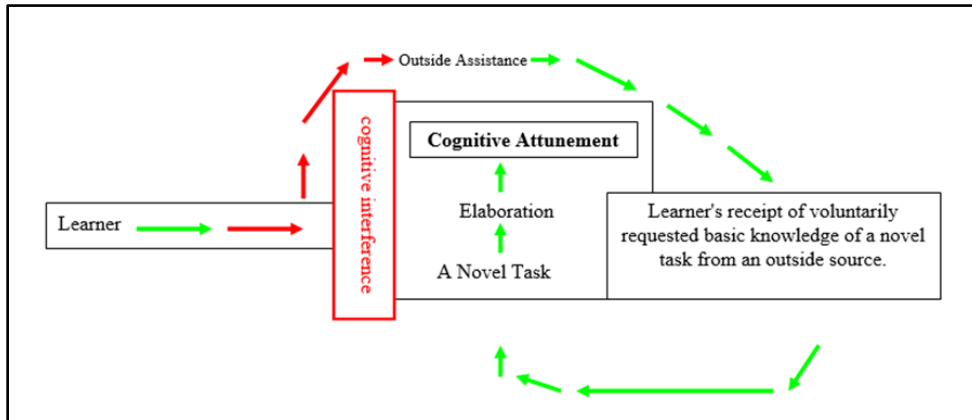 Outside Assistance
cognitive interference
Cognitive Attunement
Learner
Elaboration
A Novel Task
Learner's receipt of voluntarily
requested basic knowledge of a novel
task from an outside source.